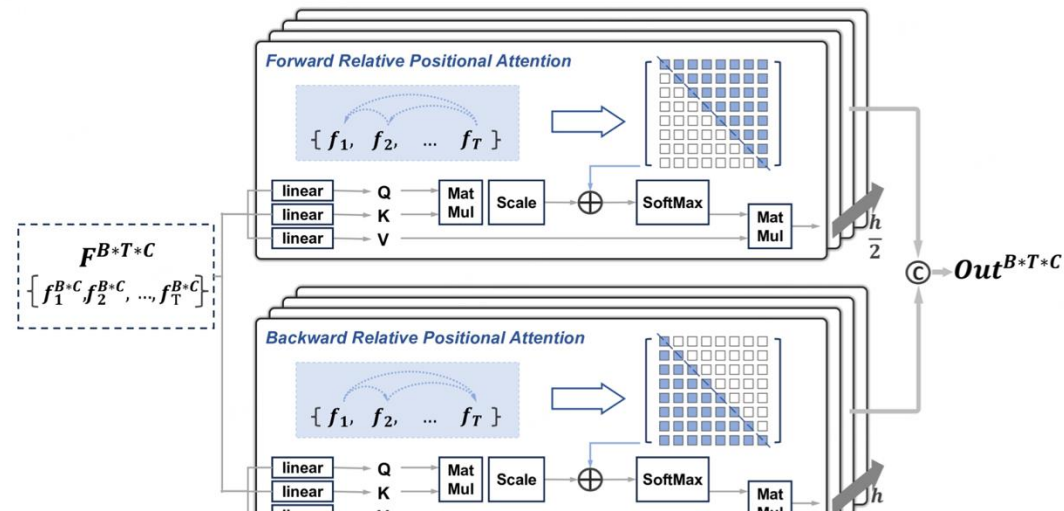 Forward Relative Positional Attention
{ f1, f2, ... fT }
linear Q Mat Mul Scale SoftMax
linear K
linear V Mat Mul
h/2
F^B*T*C
{ f1^B*C, f2^B*C, ..., fT^B*C }
© Out^B*T*C
Backward Relative Positional Attention
{ f1, f2, ... fT }
linear Q Mat Mul Scale SoftMax
linear K Mat
h